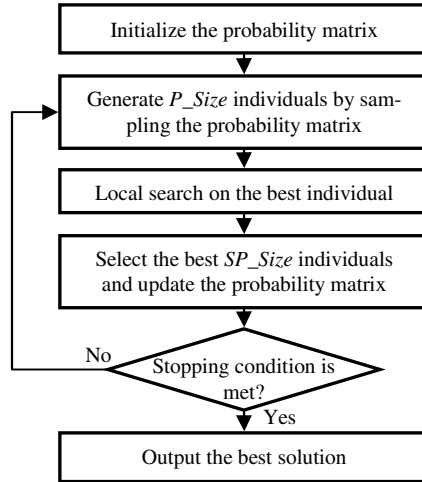 Initialize the probability matrix
Generate P_Size individuals by sam-
pling the probability matrix
Local search on the best individual
Select the best SP_Size individuals
and update the probability matrix
No
Stopping condition is
met?
Yes
Output the best solution